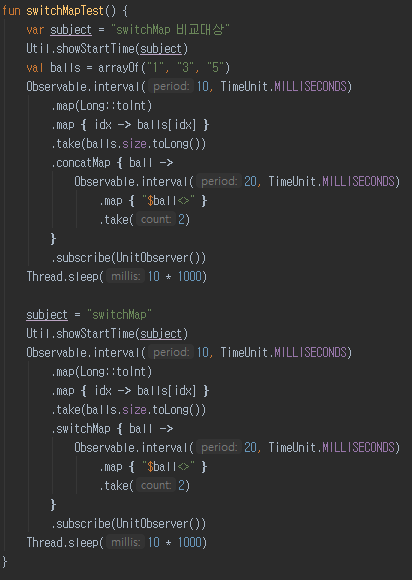 fun switchMapTest() {
var subject = "switchMap 비교대상"
Util.showStartTime(subject)
val balls = arrayOf("1", "3", "5")
Observable.interval( period: 10, TimeUnit.MILLISECONDS)
.map(Long::toInt)
.map { idx -> balls[idx] }
.take(balls.size.toLong())
.concatMap { ball ->
Observable.interval( period: 20, TimeUnit.MILLISECONDS)
.map { "$ball<>" }
.take( count: 2)
}
.subscribe(UnitObserver())
Thread.sleep( millis: 10 * 1000)
subject = "switchMap"
Util.showStartTime(subject)
Observable.interval( period: 10, TimeUnit.MILLISECONDS)
.map(Long::toInt)
.map { idx -> balls[idx] }
.take(balls.size.toLong())
.switchMap { ball ->
Observable.interval( period: 20, TimeUnit.MILLISECONDS)
.map { "$ball<>" }
.take( count: 2)
}
.subscribe(UnitObserver())
Thread.sleep( millis: 10 * 1000)
}